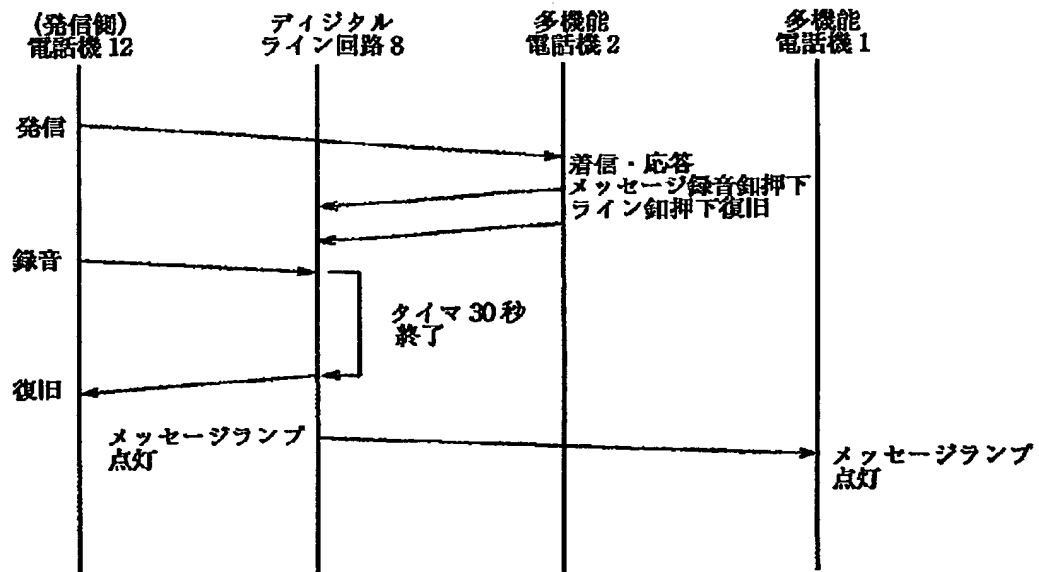 (発信側)
電話機 12
ディジタル
ライン回路 8
多機能
電話機 2
多機能
電話機 1
発信
着信・応答
メッセージ録音釦押下
ライン釦押下復旧
録音
タイマ 30 秒
終了
復旧
メッセージランプ
点灯
メッセージランプ
点灯